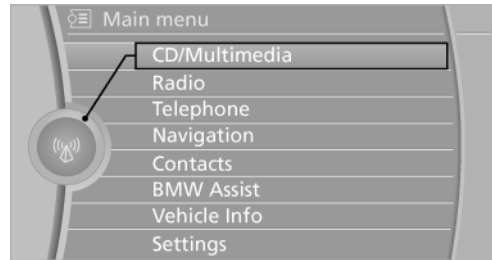 Main menu
CD/Multimedia
Radio
Telephone
Navigation
Contacts
BMW Assist
Vehicle Info
Settings